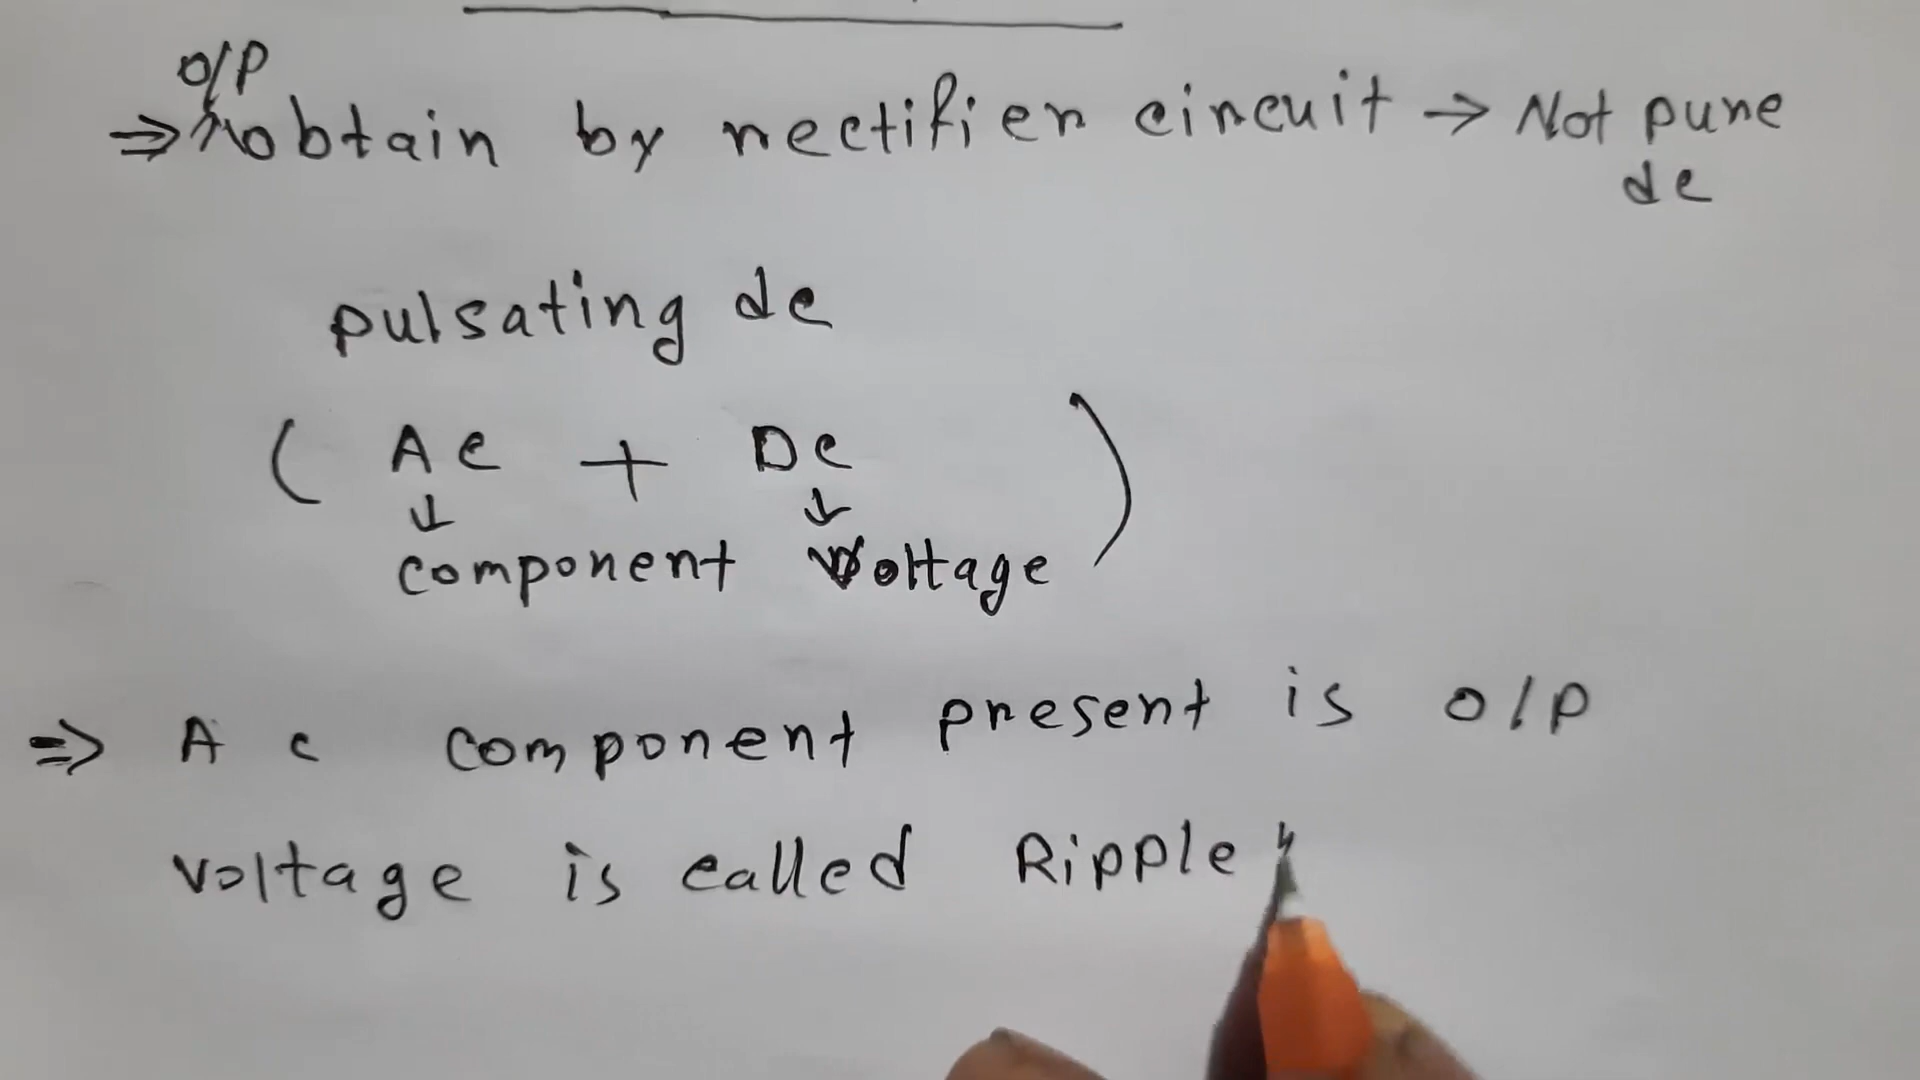 O/P
⇒ obtain by rectifier circuit → Not pure
dc
pulsating dc
( Ac + Dc )
↓ ↓
component voltage
⇒ A c component present is o/p
voltage is called Ripple "